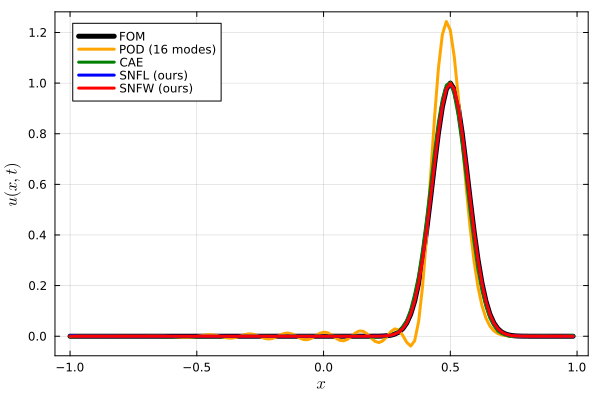 FOM
POD (16 modes)
CAE
SNFL (ours)
SNFW (ours)
1.2
1.0
0.8
0.6
0.4
0.2
0.0
u(x, t)
−1.0 −0.5 0.0 0.5 1.0
x